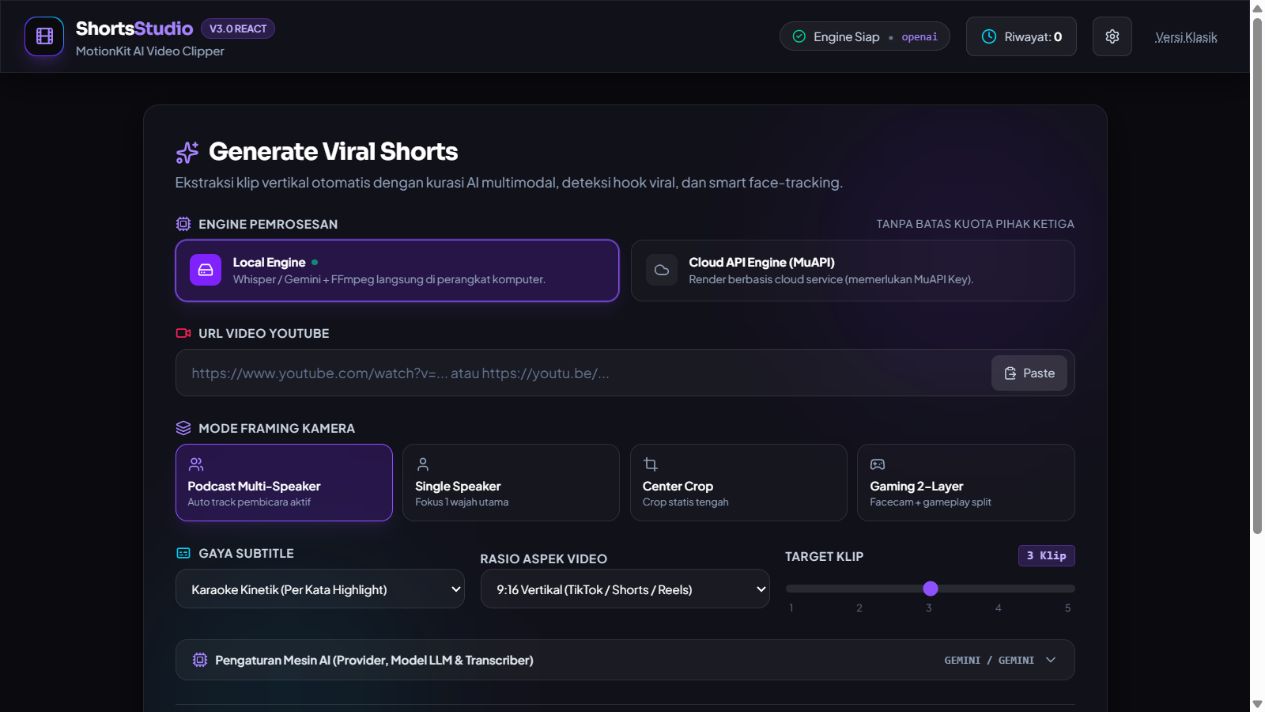 ShortsStudio V3.0 REACT
MotionKit AI Video Clipper
Engine Siap • openai
Riwayat: 0
Versi Klasik
Generate Viral Shorts
Ekstraksi klip vertikal otomatis dengan kurasi AI multimodal, deteksi hook viral, dan smart face-tracking.
ENGINE PEMROSESAN
TANPA BATAS KUOTA PIHAK KETIGA
Local Engine
Whisper / Gemini + FFmpeg langsung di perangkat komputer.
Cloud API Engine (MuAPI)
Render berbasis cloud service (memerlukan MuAPI Key).
URL VIDEO YOUTUBE
https://www.youtube.com/watch?v=... atau https://youtu.be/...
Paste
MODE FRAMING KAMERA
Podcast Multi-Speaker
Auto track pembicara aktif
Single Speaker
Fokus 1 wajah utama
Center Crop
Crop statis tengah
Gaming 2-Layer
Facecam + gameplay split
GAYA SUBTITLE
Karaoke Kinetik (Per Kata Highlight)
RASIO ASPEK VIDEO
9:16 Vertikal (TikTok / Shorts / Reels)
TARGET KLIP
3 Klip
1 2 3 4 5
Pengaturan Mesin AI (Provider, Model LLM & Transcriber)
GEMINI / GEMINI